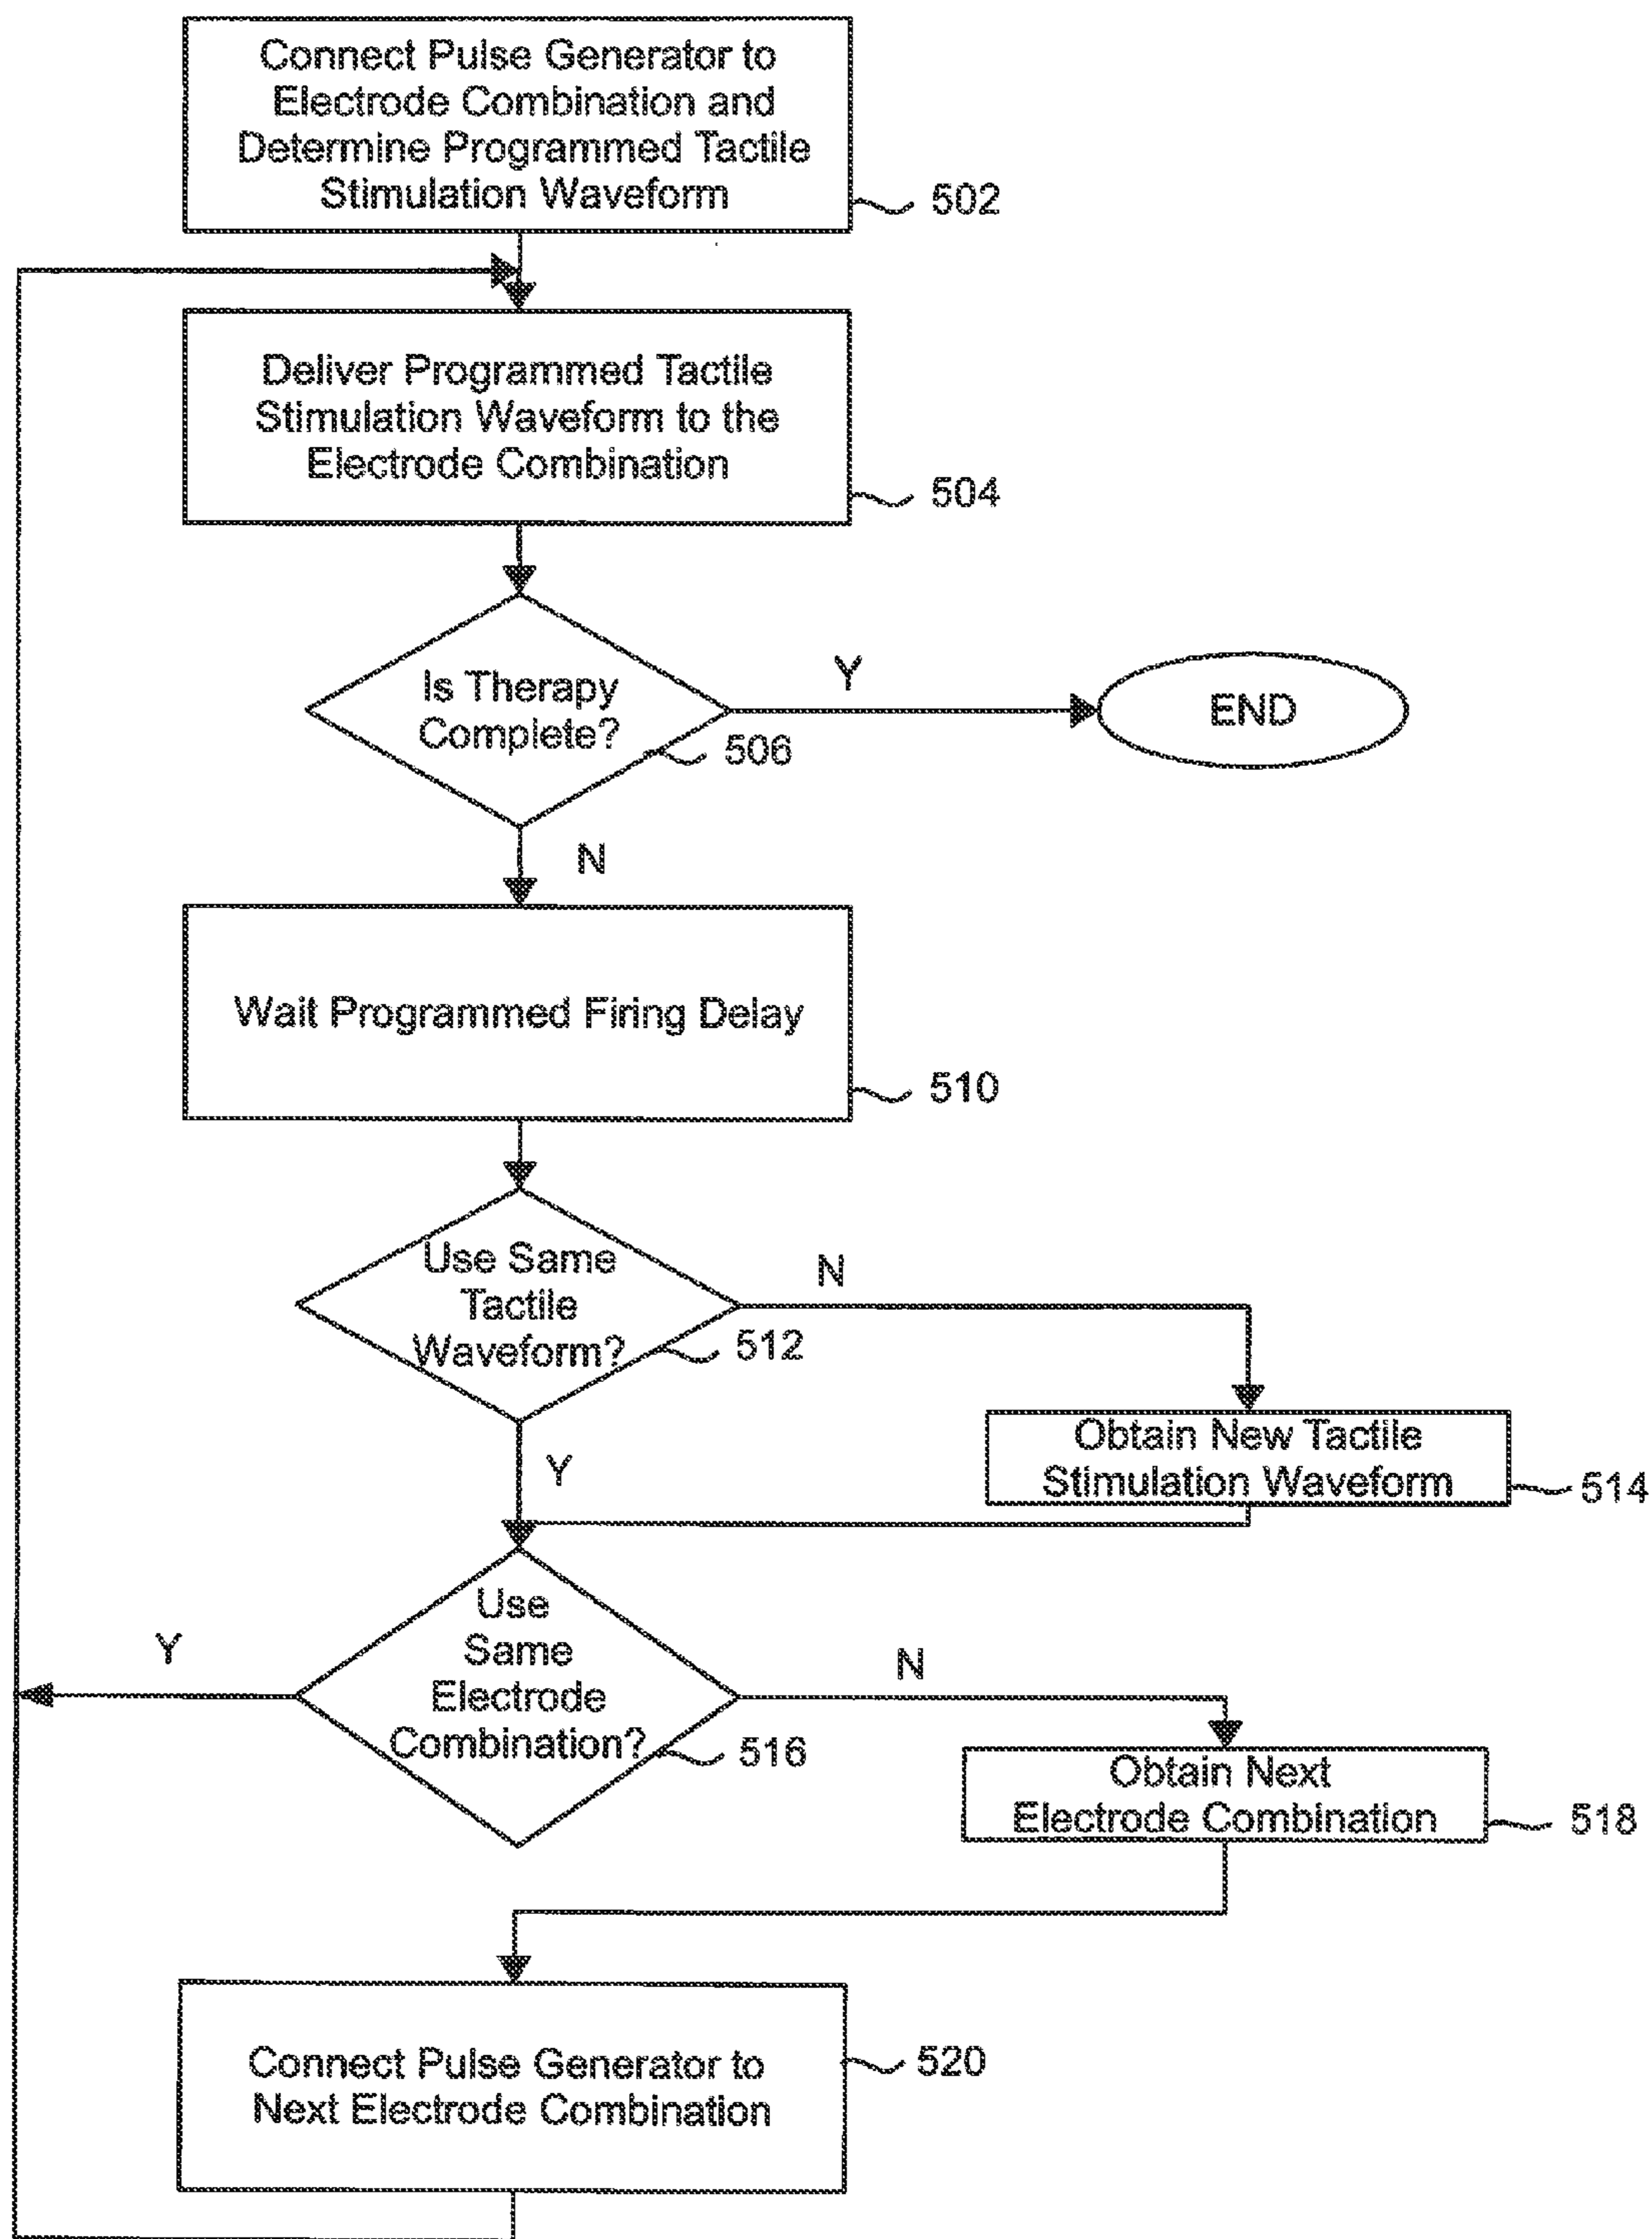 Connect Pulse Generator to
Electrode Combination and
Determine Programmed Tactile
Stimulation Waveform
502
Deliver Programmed Tactile
Stimulation Waveform to the
Electrode Combination
504
Is Therapy
Complete?
506
Y
END
N
Wait Programmed Firing Delay
510
Use Same
Tactile
Waveform?
512
N
Obtain New Tactile
Stimulation Waveform
514
Y
Use
Same
Electrode
Combination?
516
Y
N
Obtain Next
Electrode Combination
518
Connect Pulse Generator to
Next Electrode Combination
520